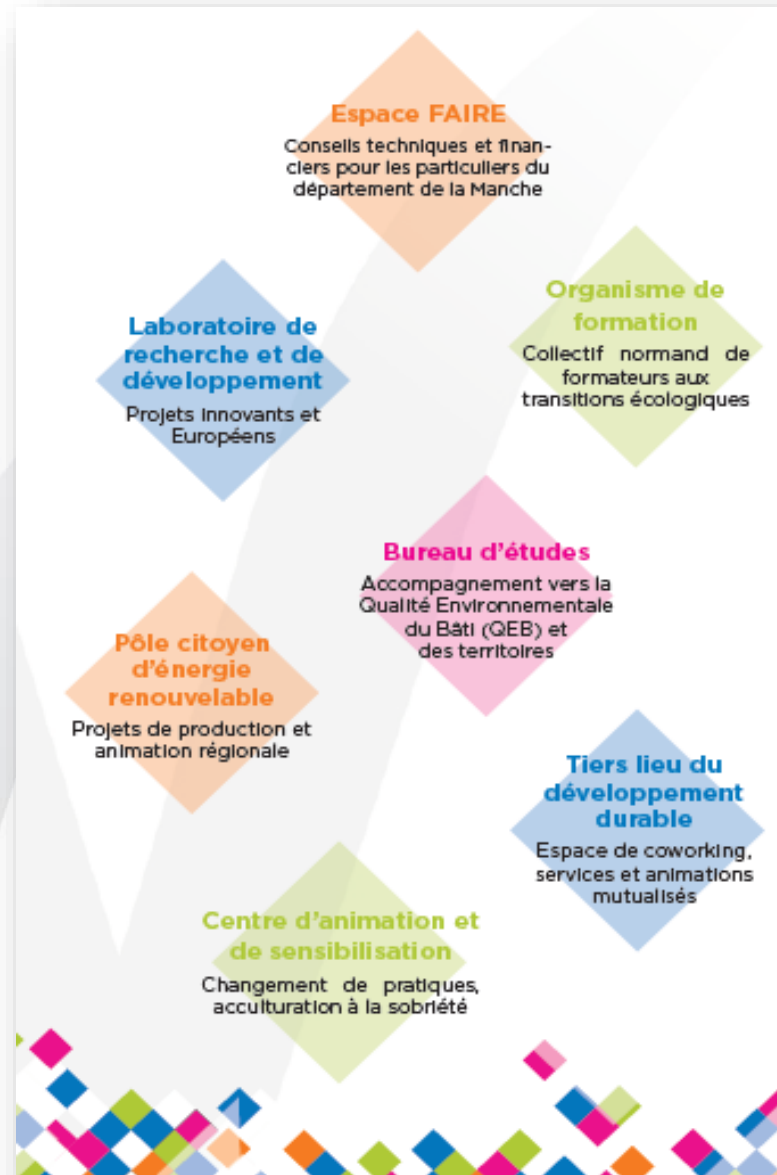 Espace FAIRE
Conseils techniques et finan-
ciers pour les particuliers du
département de la Manche
Organisme de
formation
Collectif normand de
formateurs aux
transitions écologiques
Laboratoire de
recherche et de
développement
Projets innovants et
Européens
Bureau d'études
Accompagnement vers la
Qualité Environnementale
du Bâti (QEB) et
des territoires
Pôle citoyen
d'énergie
renouvelable
Projets de production et
animation régionale
Tiers lieu du
développement
durable
Espace de coworking,
services et animations
mutualisés
Centre d'animation et
de sensibilisation
Changement de pratiques,
acculturation à la sobriété